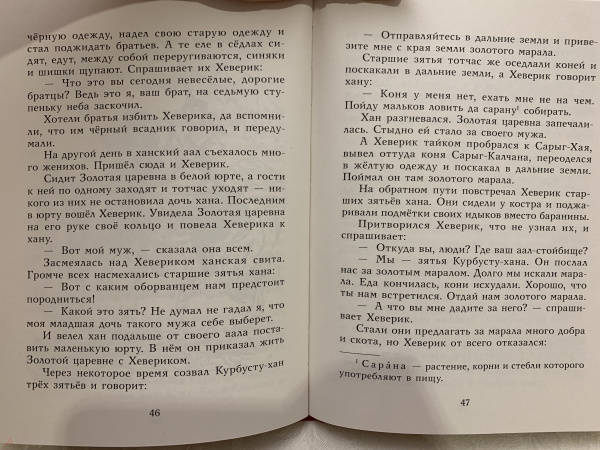 чёрную одежду, надел свою старую одежду и
стал поджидать братьев. А те еле в сёдлах си-
дят, едут, между собой переругиваются, синяки
и шишки щупают. Спрашивает их Хеверик:
— Что это вы сегодня невесёлые, дорогие
братцы? Ведь это я, ваш брат, на седьмую сту-
пеньку неба заскочил.
Хотели братья избить Хеверика, да вспомни-
ли, что им чёрный всадник говорил, и переду-
мали.
На другой день в ханский аал съехалось мно-
го женихов. Пришёл сюда и Хеверик.
Сидит Золотая царевна в белой юрте, а гости
к ней по одному заходят и тотчас уходят — ни-
кого из них не остановила дочь хана. Последним
в юрту вошёл Хеверик. Увидела Золотая царевна
на его руке своё кольцо и повела Хеверика к
хану:
— Вот мой муж, — сказала она всем.
Засмеялась над Хевериком ханская свита.
Громче всех насмехались старшие зятья хана:
— Вот с каким оборванцем нам предстоит
породниться!
— Какой это зять? Не думал не гадал я, что
моя младшая дочь такого мужа себе выберет.
И велел хан подальше от своего аала поста-
вить маленькую юрту. В нём он приказал жить
Золотой царевне с Хевериком.
Через некоторое время созвал Курбусту-хан
трёх зятьёв и говорит:
46
— Отправляйтесь в дальние земли и приве-
зите мне с края земли золотого марала.
Старшие зятья тотчас же оседлали коней и
поскакали в дальние земли, а Хеверик говорит
хану:
— Коня у меня нет, ехать мне не на чем.
Пойду мальков ловить да сарану¹ собирать.
Хан разгневался. Золотая царевна запечали-
лась. Стыдно ей стало за своего мужа.
А Хеверик тайком пробрался к Сарыг-Хая,
вывел оттуда коня Сарыг-Калчана, переоделся
в жёлтую одежду и поскакал в дальние земли.
Поймал он там золотого марала.
На обратном пути повстречал Хеверик стар-
ших зятьёв хана. Они сидели у костра и поджа-
ривали подмётки своих идыков вместо баранины.
Притворился Хеверик, что не узнал их, и
спрашивает:
— Откуда вы, люди? Где ваш аал-стойбище?
— Мы — зятья Курбусту-хана. Он послал
нас за золотым маралом. Долго мы искали мара-
ла. Еда кончилась, кони исхудали. Хорошо, что
ты нам встретился. Отдай нам золотого марала.
— А что вы мне дадите за него? — спраши-
вает Хеверик.
Стали они предлагать за марала много добра
и скота, но Хеверик от всего отказался:
¹ Сара́на — растение, корни и стебли которого
употребляют в пищу.
47